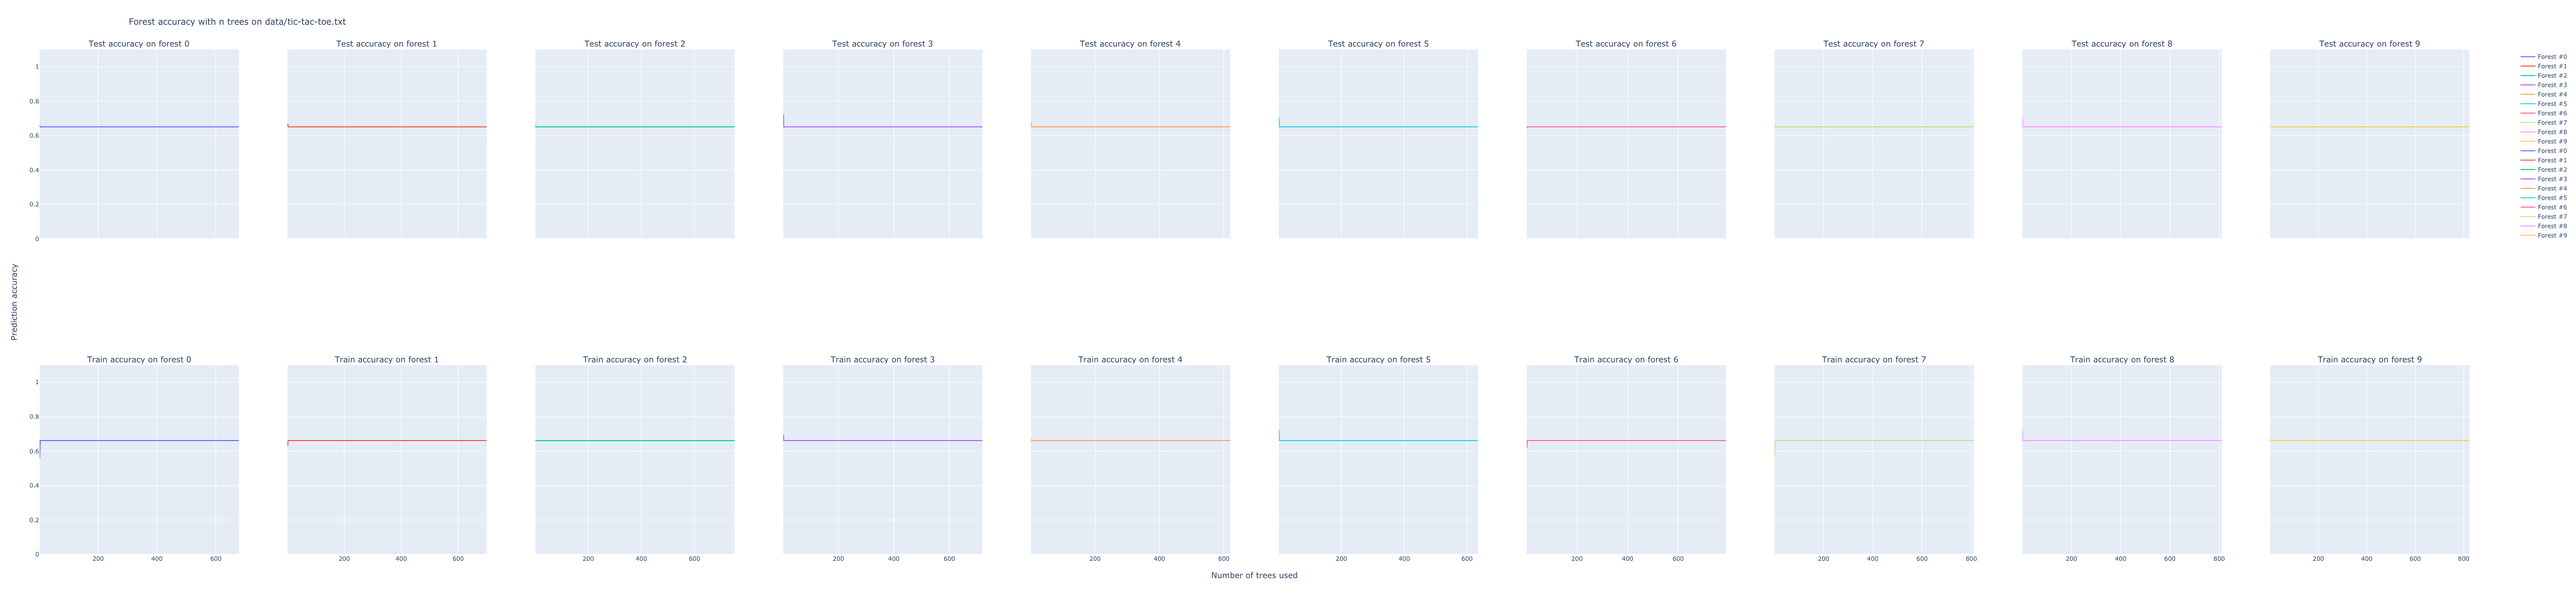 Forest accuracy with n trees on data/tic-tac-toe.txt
Test accuracy on forest 0
Test accuracy on forest 1
Test accuracy on forest 2
Test accuracy on forest 3
Test accuracy on forest 4
Test accuracy on forest 5
Test accuracy on forest 6
Test accuracy on forest 7
Test accuracy on forest 8
Test accuracy on forest 9
1
0.8
0.6
0.4
0.2
0
Forest #0
Forest #1
Forest #2
Forest #3
Forest #4
Forest #5
Forest #6
Forest #7
Forest #8
Forest #9
Forest #0
Forest #1
Forest #2
Forest #3
Forest #4
Forest #5
Forest #6
Forest #7
Forest #8
Forest #9
Prediction accuracy
Train accuracy on forest 0
Train accuracy on forest 1
Train accuracy on forest 2
Train accuracy on forest 3
Train accuracy on forest 4
Train accuracy on forest 5
Train accuracy on forest 6
Train accuracy on forest 7
Train accuracy on forest 8
Train accuracy on forest 9
1
0.8
0.6
0.4
0.2
0
200 400 600
200 400 600
200 400 600
200 400 600
200 400 600
200 400 600
200 400 600
200 400 600 800
200 400 600 800
200 400 600 800
Number of trees used